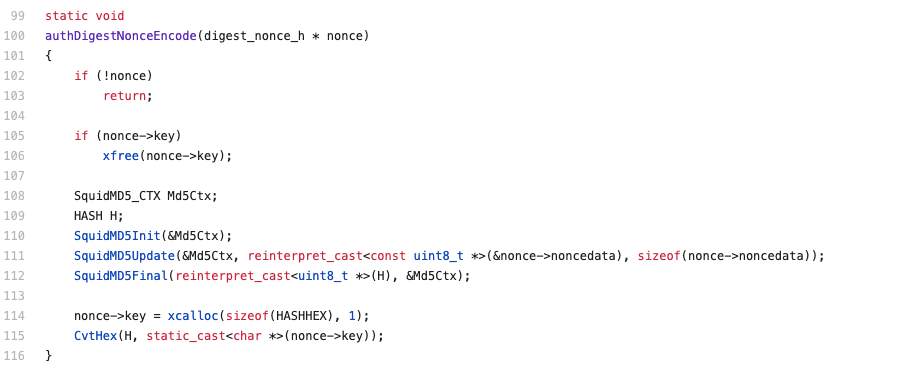 99 static void
100 authDigestNonceEncode(digest_nonce_h * nonce)
101 {
102     if (!nonce)
103         return;
104
105     if (nonce->key)
106         xfree(nonce->key);
107
108     SquidMD5_CTX Md5Ctx;
109     HASH H;
110     SquidMD5Init(&Md5Ctx);
111     SquidMD5Update(&Md5Ctx, reinterpret_cast<const uint8_t *>(&nonce->noncedata), sizeof(nonce->noncedata));
112     SquidMD5Final(reinterpret_cast<uint8_t *>(H), &Md5Ctx);
113
114     nonce->key = xcalloc(sizeof(HASHHEX), 1);
115     CvtHex(H, static_cast<char *>(nonce->key));
116 }